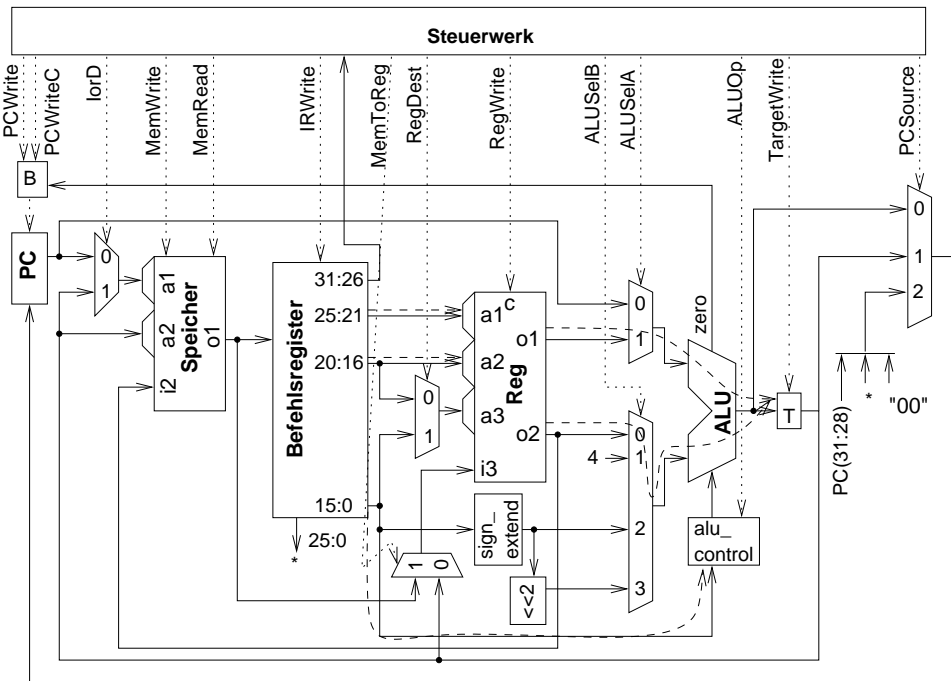 Steuerwerk
PCWrite
PCWriteC
IorD
MemWrite
MemRead
IRWrite
MemToReg
RegDest
RegWrite
ALUSelB
ALUSelA
ALUOp
TargetWrite
PCSource
B
PC
0
1
a1
a2
o1
i2
Speicher
Befehlsregister
31:26
25:21
20:16
15:0
* 25:0
0
1
a1
c
o1
a2
a3
o2
i3
Reg
1
0
sign_
extend
<<2
0
1
4
0
1
2
3
zero
ALU
alu_
control
T
0
1
2
PC(31:28)
*
"00"